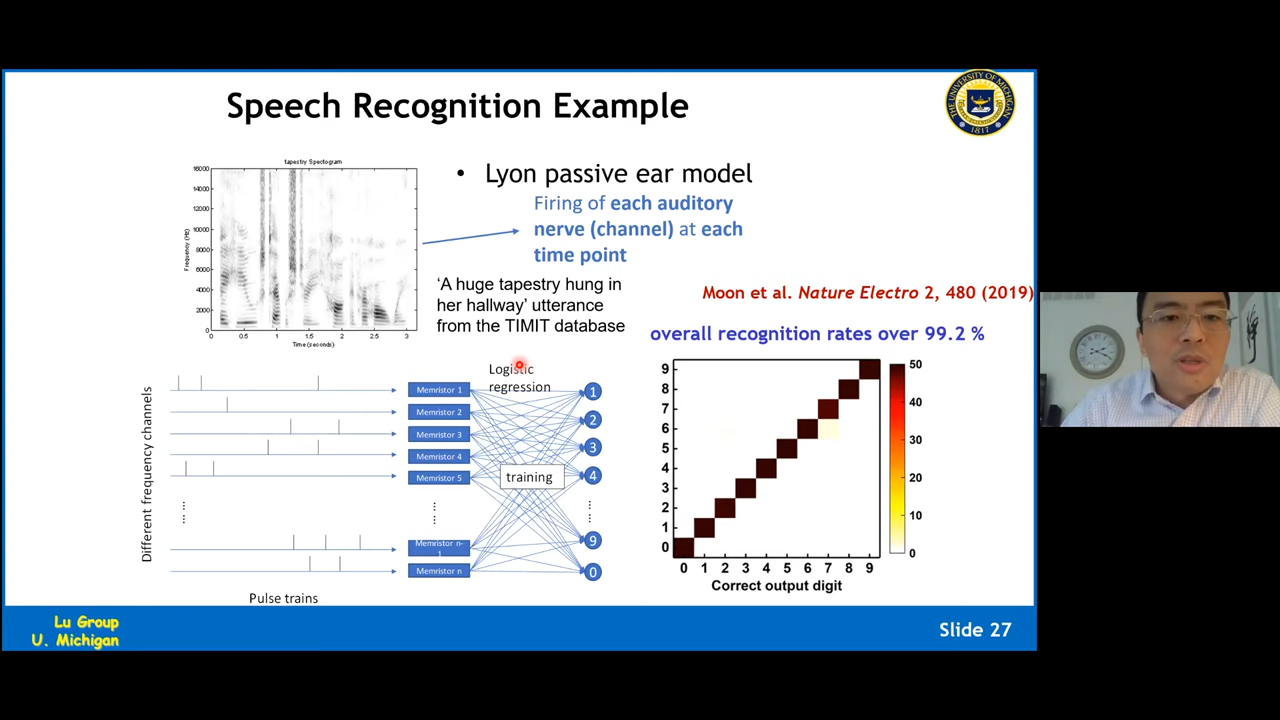 Speech Recognition Example
THE UNIVERSITY OF MICHIGAN
1817
tapestry Spectogram
16000
14000
12000
10000
8000
6000
4000
2000
0
Frequency (Hz)
0 0.5 1 1.5 2 2.5 3
Time (seconds)
• Lyon passive ear model
Firing of each auditory
nerve (channel) at each
time point
‘A huge tapestry hung in
her hallway’ utterance
from the TIMIT database
Moon et al. Nature Electro 2, 480 (2019)
overall recognition rates over 99.2 %
Different frequency channels
Pulse trains
Memristor 1
Memristor 2
Memristor 3
Memristor 4
Memristor 5
Memristor n-
1
Memristor n
Logistic
regression
training
1
2
3
4
9
0
9
8
7
6
5
4
3
2
1
0
0 1 2 3 4 5 6 7 8 9
Correct output digit
50
40
30
20
10
0
Lu Group
U. Michigan
Slide 27